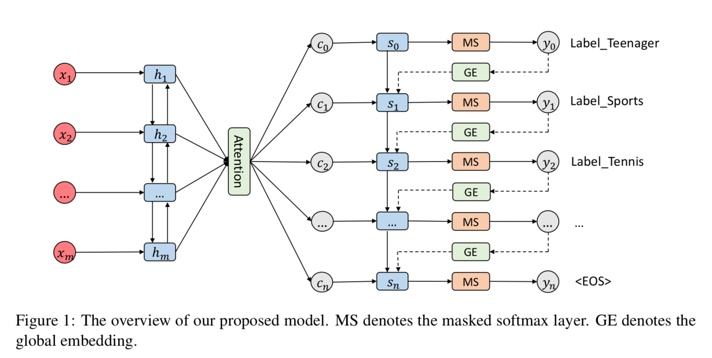 c₀ s₀ MS y₀ Label_Teenager
x₁ h₁ GE
c₁ s₁ MS y₁ Label_Sports
x₂ h₂ GE
Attention
c₂ s₂ MS y₂ Label_Tennis
... ... GE
... ... MS ... ...
xₘ hₘ GE
cₙ sₙ MS yₙ <EOS>
Figure 1: The overview of our proposed model. MS denotes the masked softmax layer. GE denotes the
global embedding.